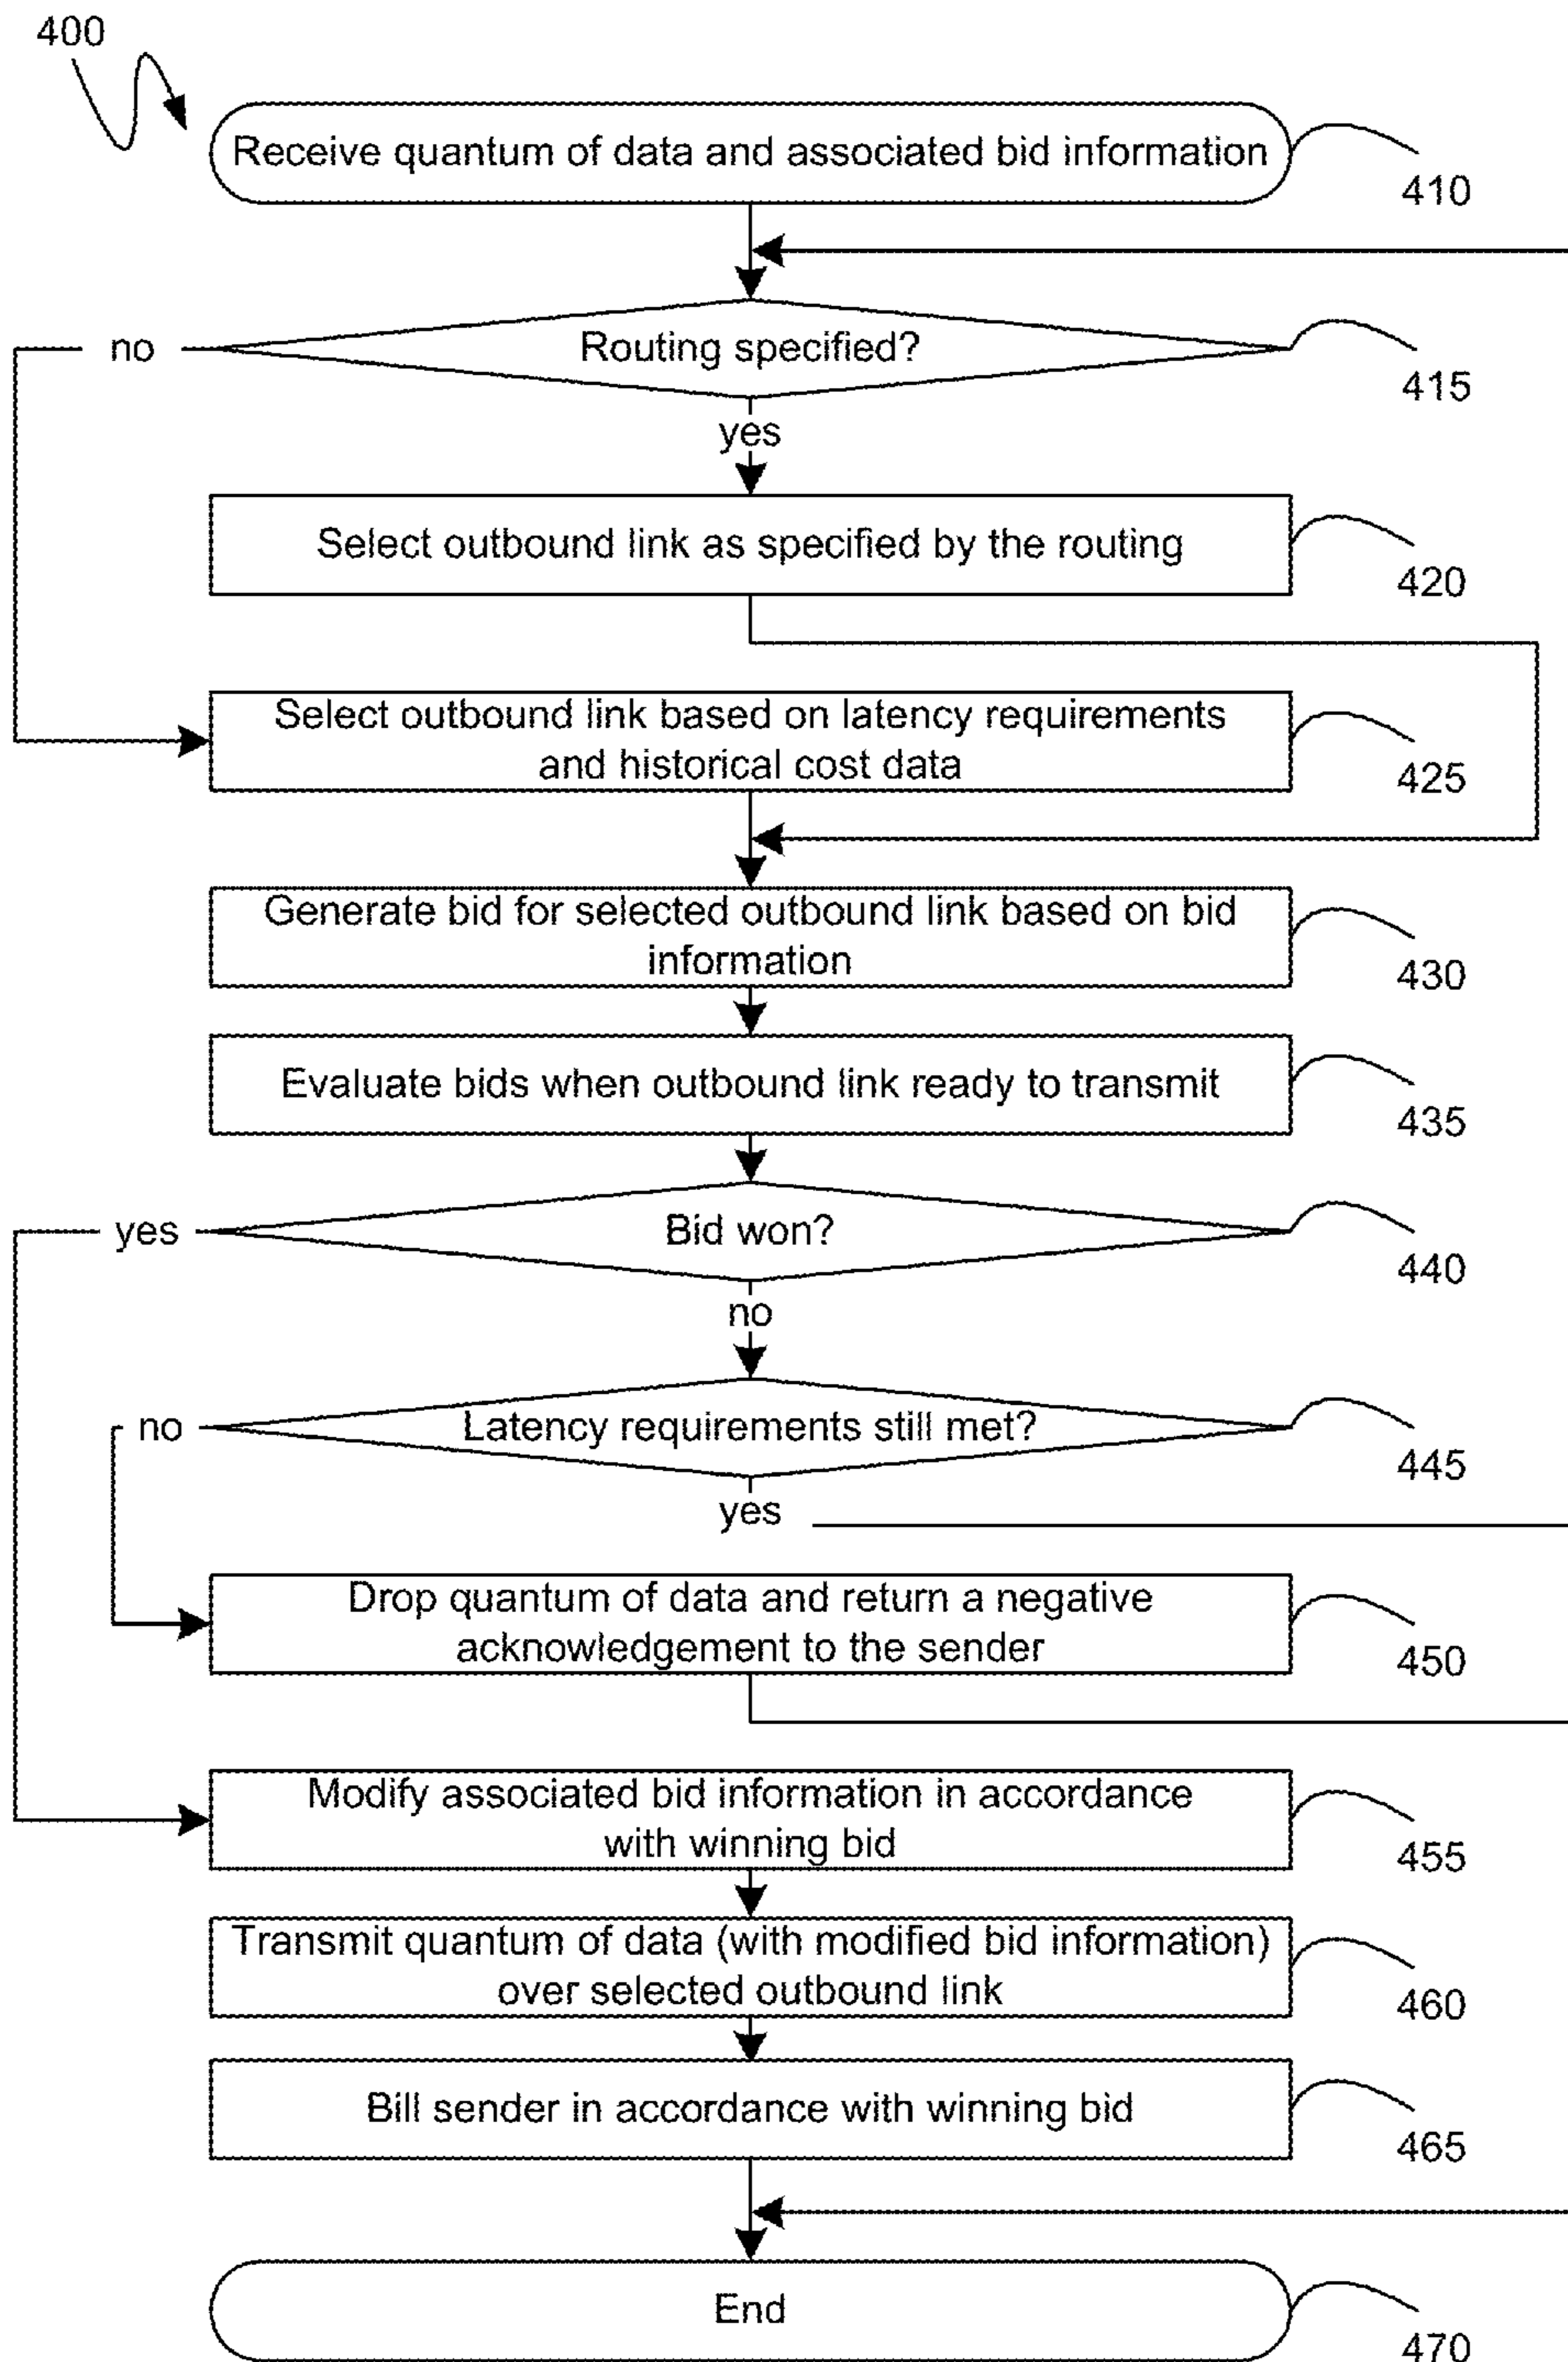 400
Receive quantum of data and associated bid information
410
no
Routing specified?
415
yes
Select outbound link as specified by the routing
420
Select outbound link based on latency requirements
and historical cost data
425
Generate bid for selected outbound link based on bid
information
430
Evaluate bids when outbound link ready to transmit
435
yes
Bid won?
440
no
no
Latency requirements still met?
445
yes
Drop quantum of data and return a negative
acknowledgement to the sender
450
Modify associated bid information in accordance
with winning bid
455
Transmit quantum of data (with modified bid information)
over selected outbound link
460
Bill sender in accordance with winning bid
465
End
470